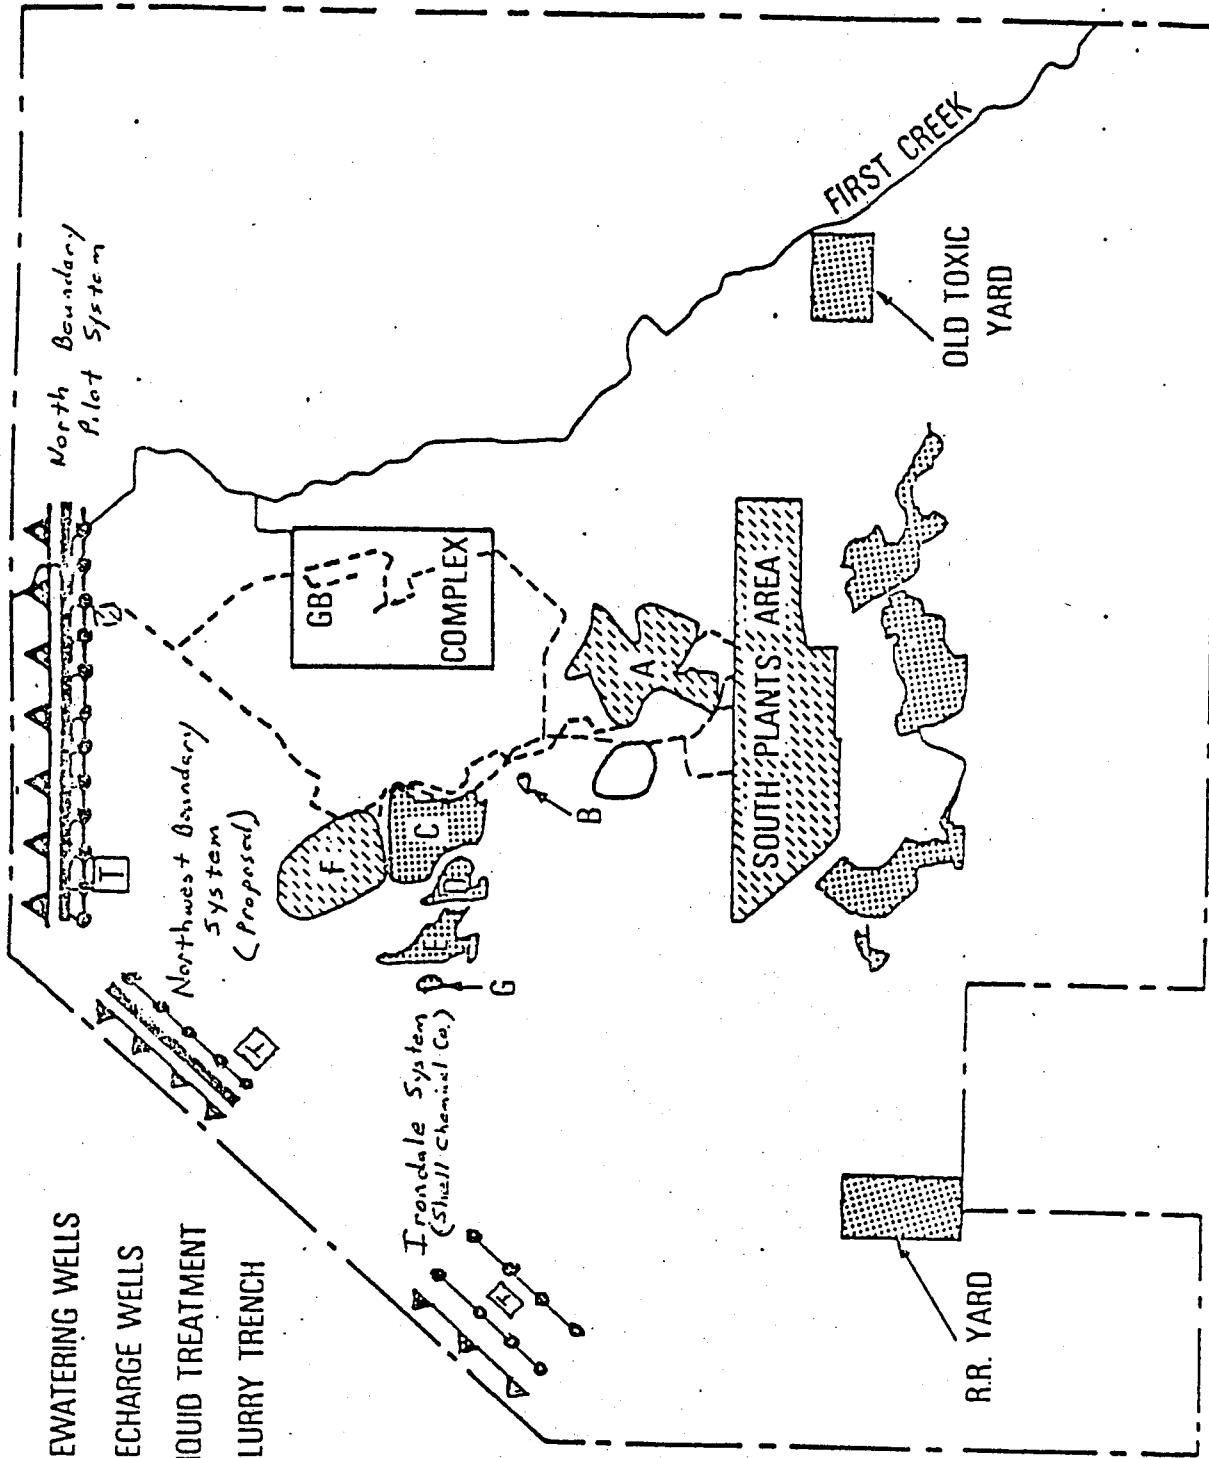 EWATERING WELLS
ECHARGE WELLS
IQUID TREATMENT
LURRY TRENCH
North Boundary
Pilot System
T
Northwest Boundary
System
(Proposal)
T
Irondale System
(Shell Chemical Co.)
T
F
C
D
E
G
B
A
GB
COMPLEX
SOUTH PLANTS AREA
FIRST CREEK
OLD TOXIC
YARD
R.R. YARD